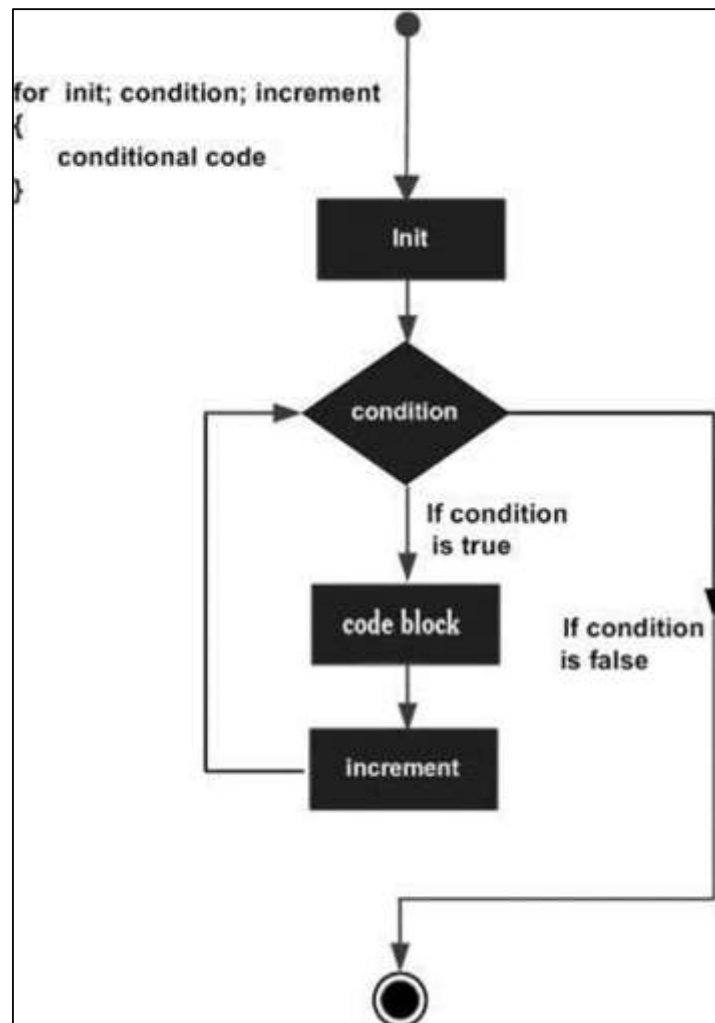 for init; condition; increment
{
conditional code
}
Init
condition
If condition
is true
code block
If condition
is false
increment